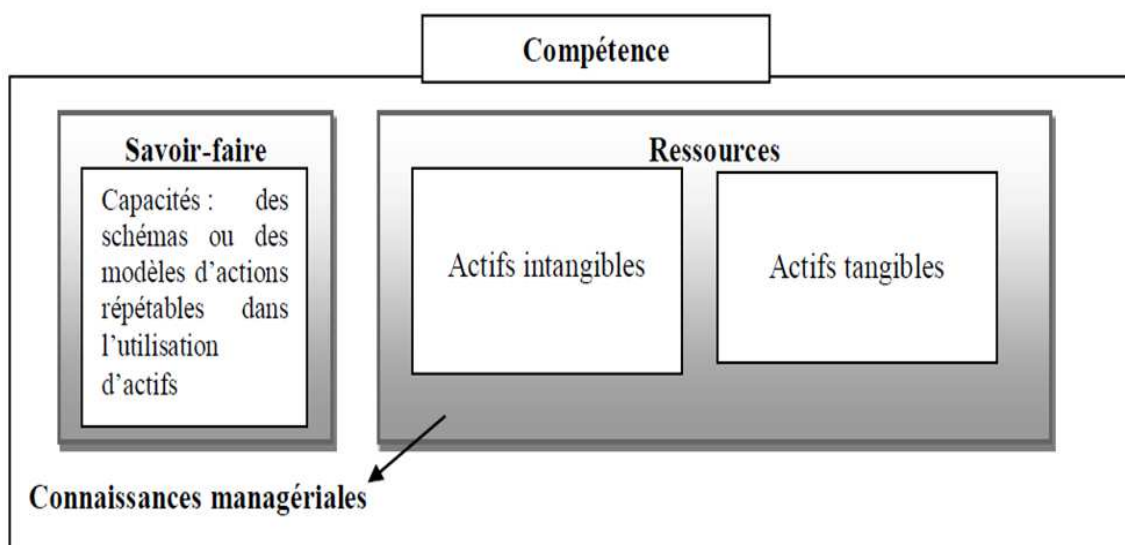 Compétence
Savoir-faire
Capacités : des
schémas ou des
modèles d’actions
répétables dans
l’utilisation
d’actifs
Ressources
Actifs intangibles
Actifs tangibles
Connaissances managériales